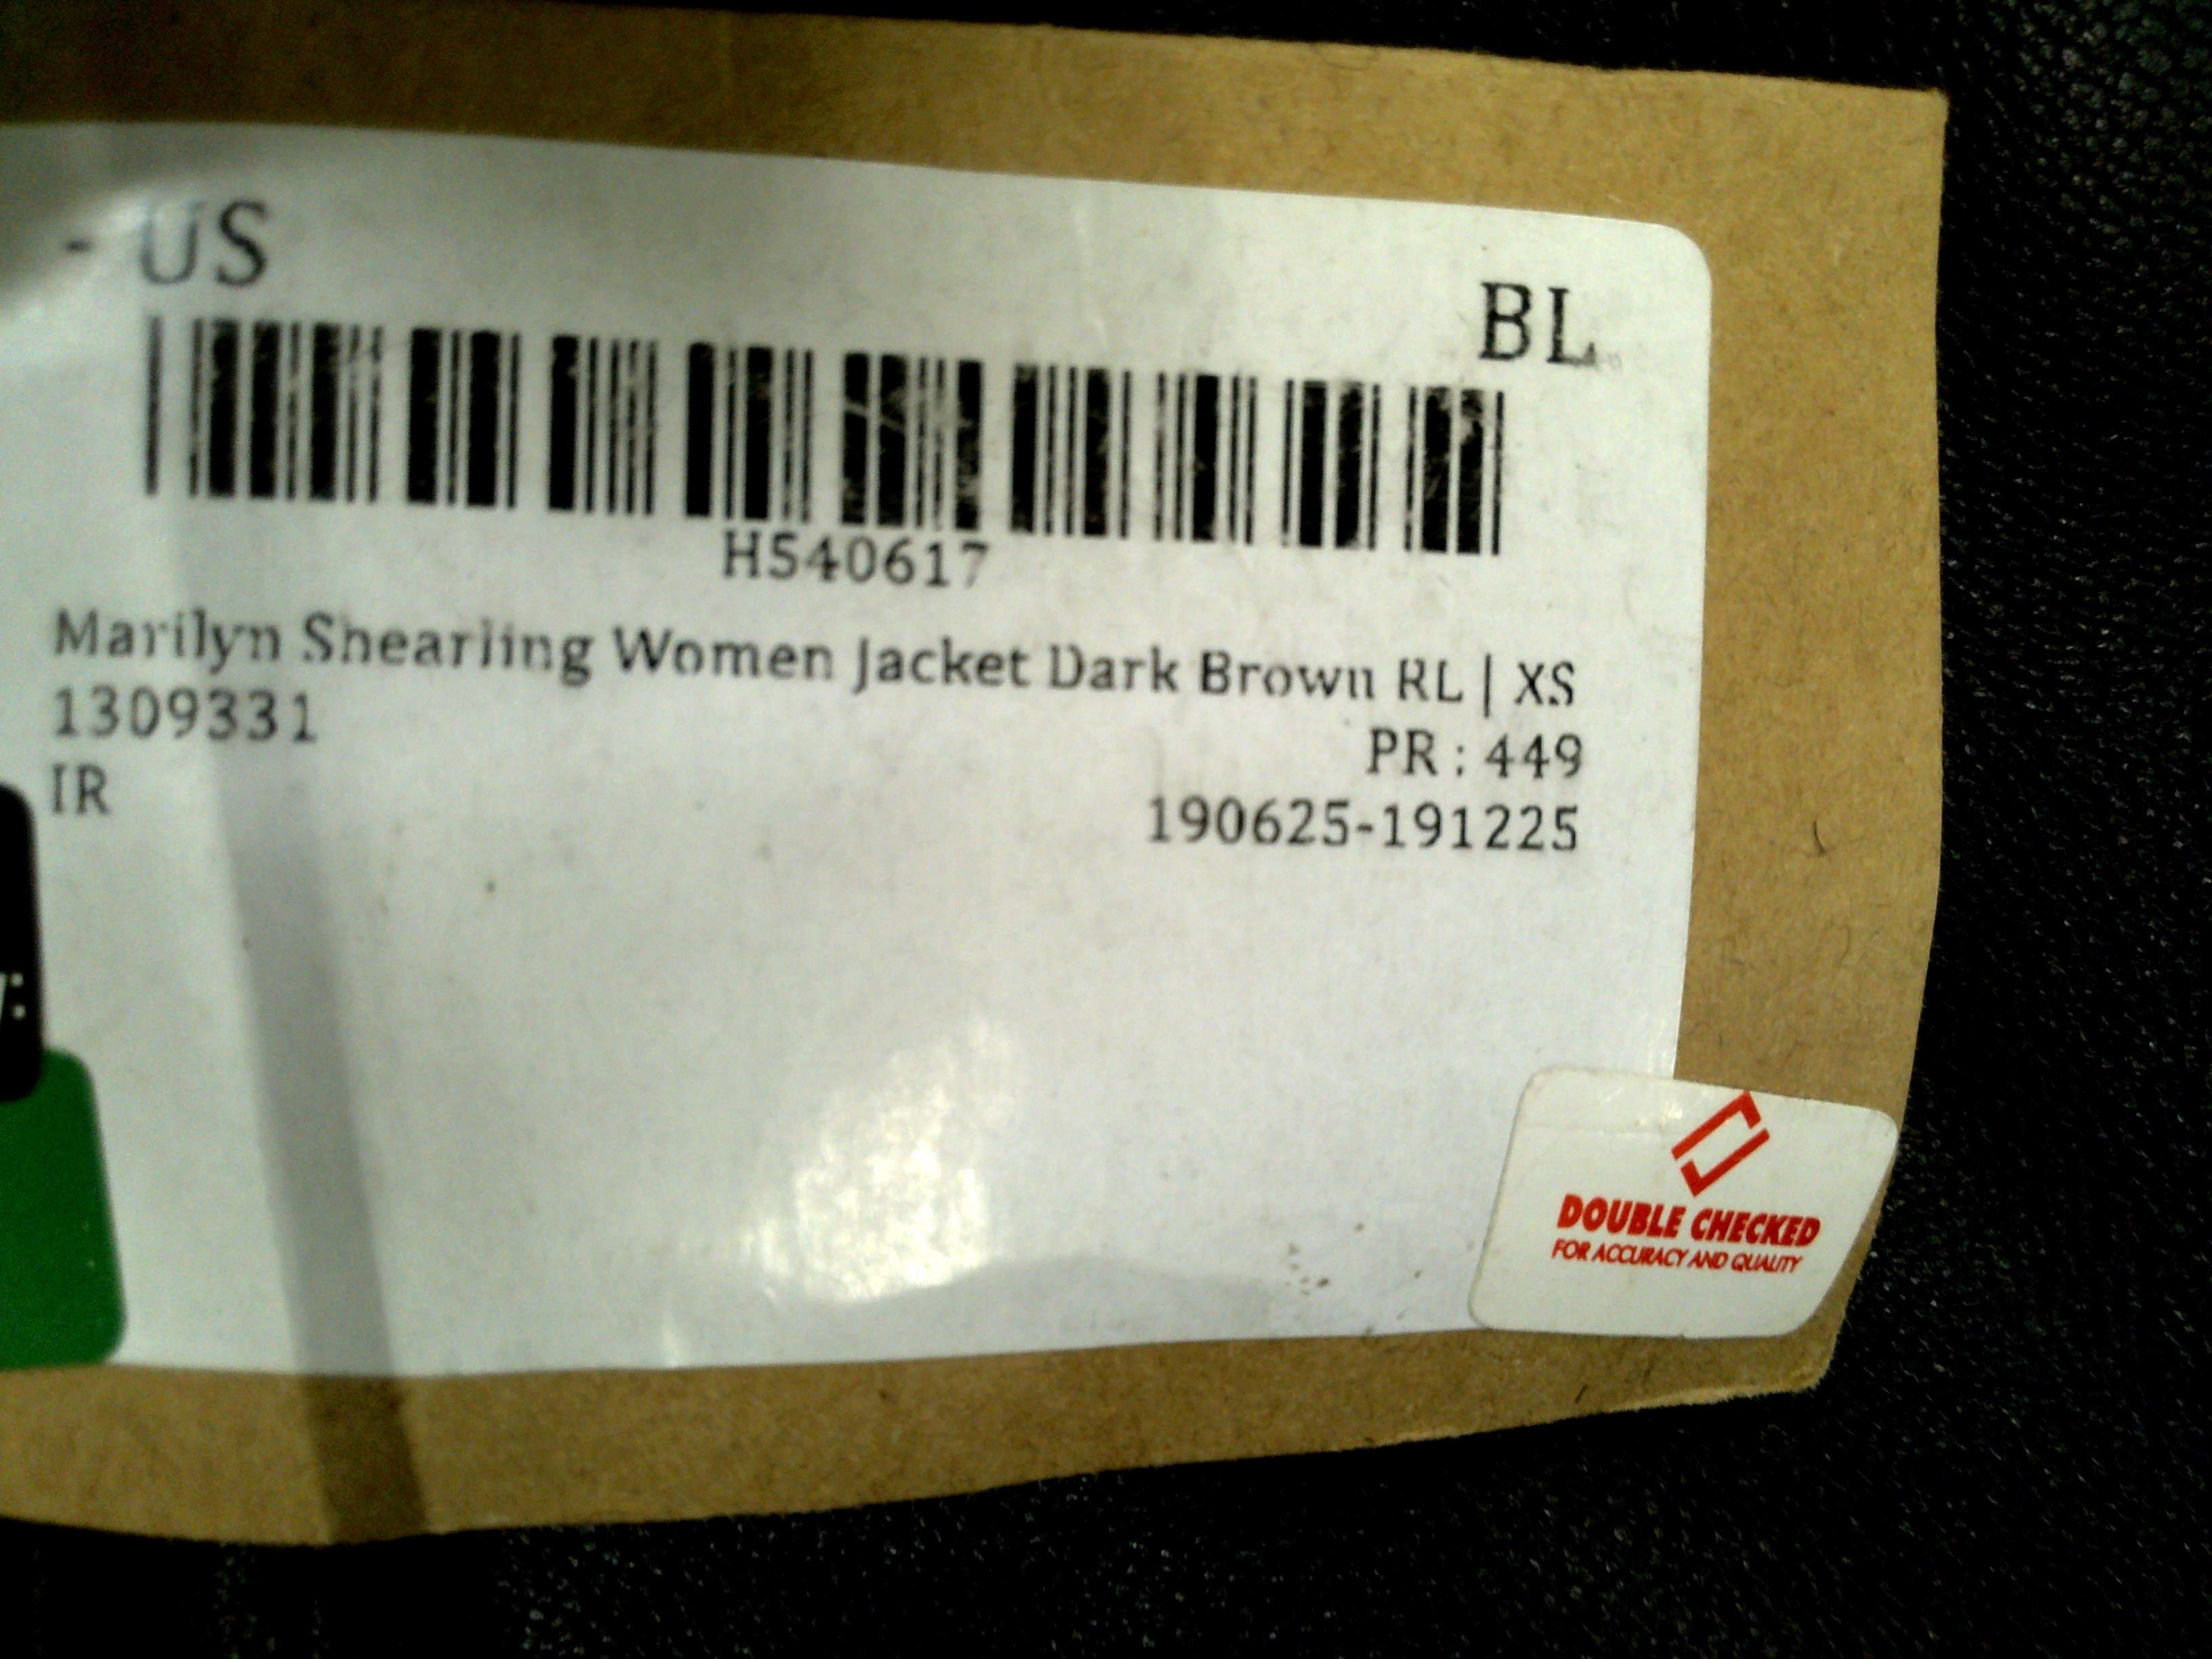 - US
BL
H540617
Marilyn Shearling Women Jacket Dark Brown RL | XS
1309331
PR : 449
IR
190625-191225
DOUBLE CHECKED
FOR ACCURACY AND QUALITY